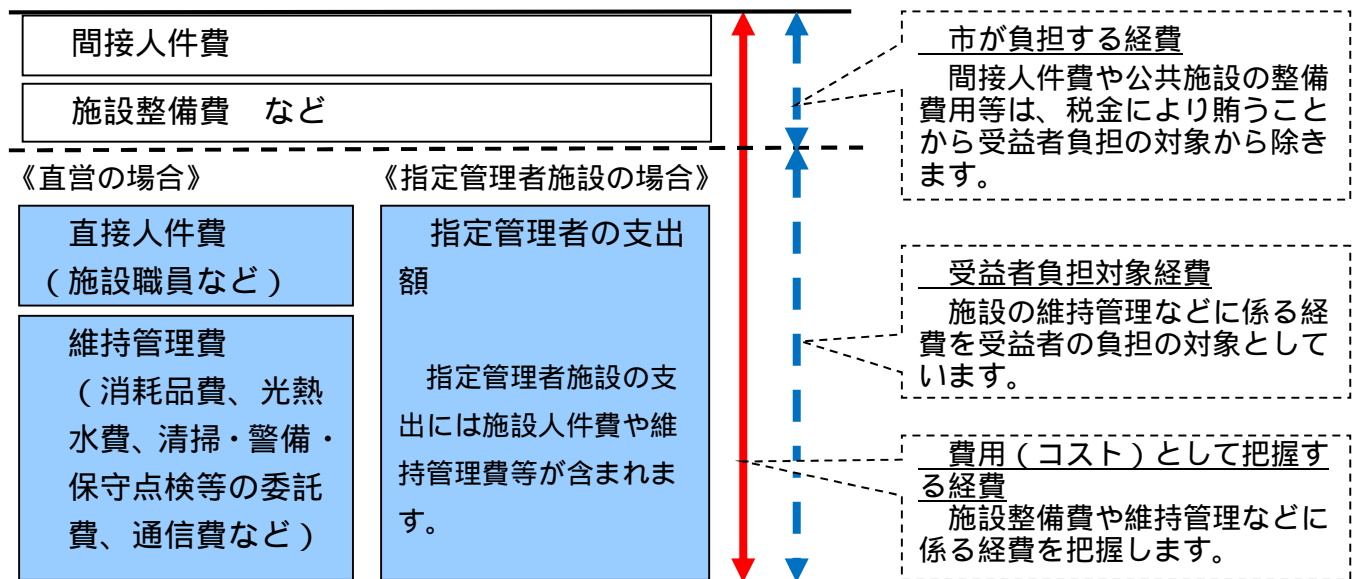 間接人件費
施設整備費　など
《直営の場合》
《指定管理者施設の場合》
直接人件費
（施設職員など）
維持管理費
（消耗品費、光熱
水費、清掃・警備・
保守点検等の委託
費、通信費など）
指定管理者の支出
額
指定管理者施設の支
出には施設人件費や維
持管理費等が含まれま
す。
市が負担する経費
間接人件費や公共施設の整備
費用等は、税金により賄うこと
から受益者負担の対象から除き
ます。
受益者負担対象経費
施設の維持管理などに係る経
費を受益者の負担の対象として
います。
費用（コスト）として把握す
る経費
施設整備費や維持管理などに
係る経費を把握します。